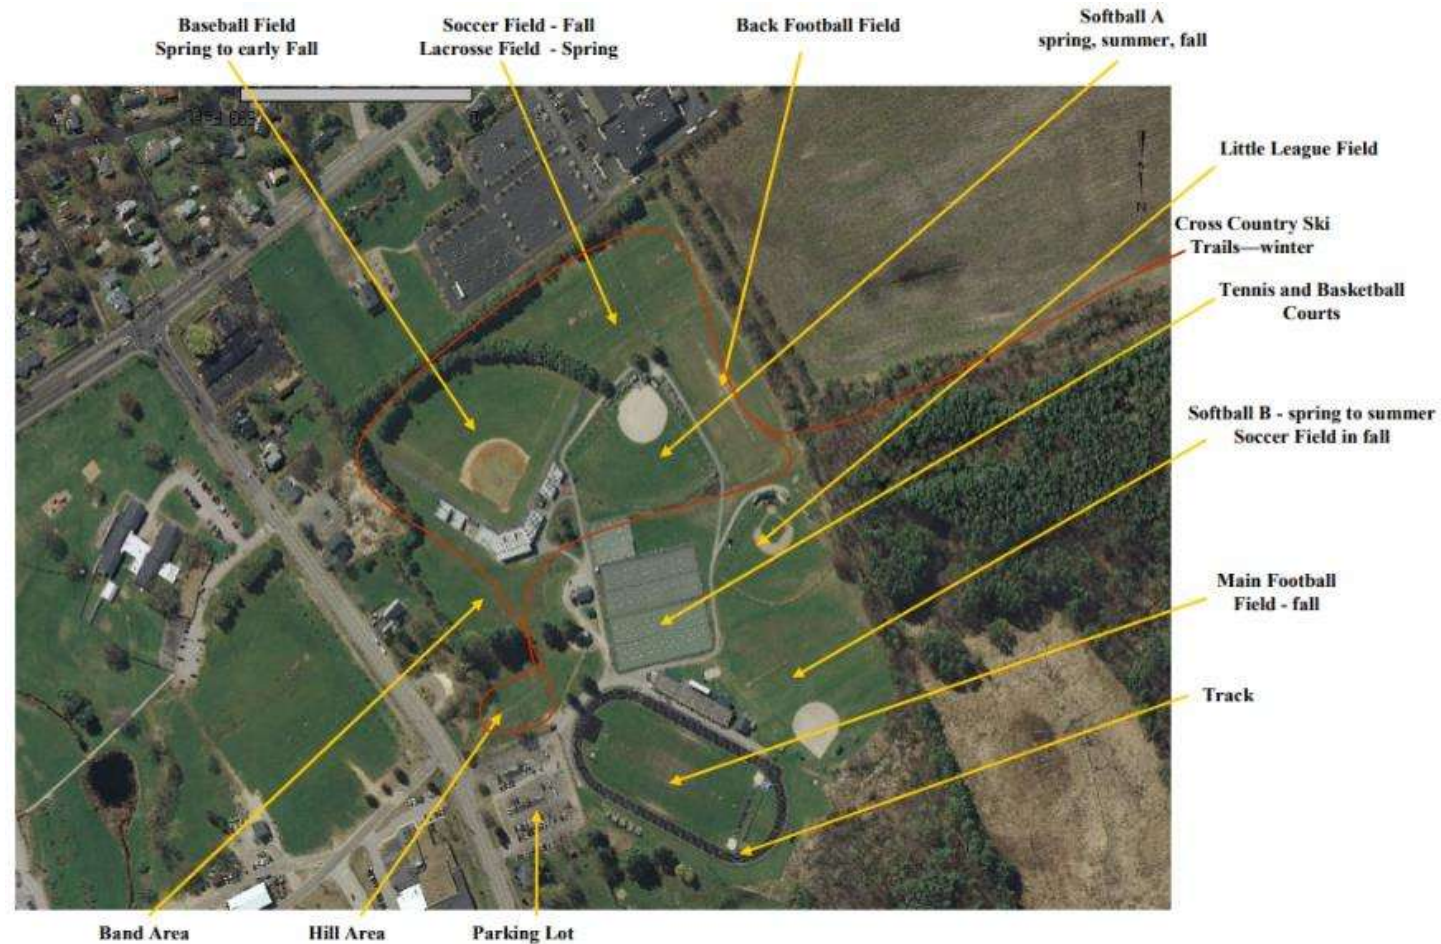 Baseball Field
Spring to early Fall
Soccer Field - Fall
Lacrosse Field - Spring
Back Football Field
Softball A
spring, summer, fall
Little League Field
N
Cross Country Ski
Trails—winter
Tennis and Basketball
Courts
Softball B - spring to summer
Soccer Field in fall
Main Football
Field - fall
Track
Band Area
Hill Area
Parking Lot